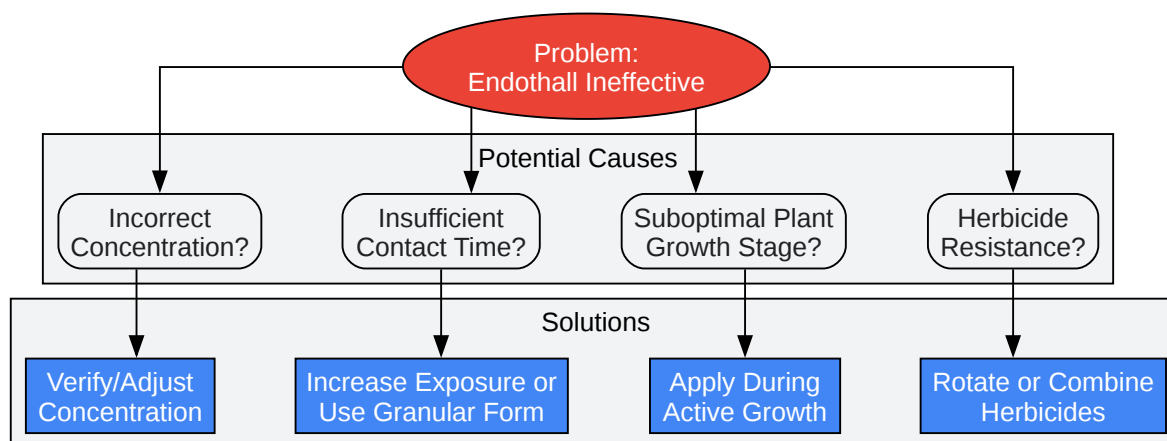 Problem:
Endothall Ineffective
Potential Causes
Incorrect
Concentration?
Insufficient
Contact Time?
Suboptimal Plant
Growth Stage?
Herbicide
Resistance?
Solutions
Verify/Adjust
Concentration
Increase Exposure or
Use Granular Form
Apply During
Active Growth
Rotate or Combine
Herbicides